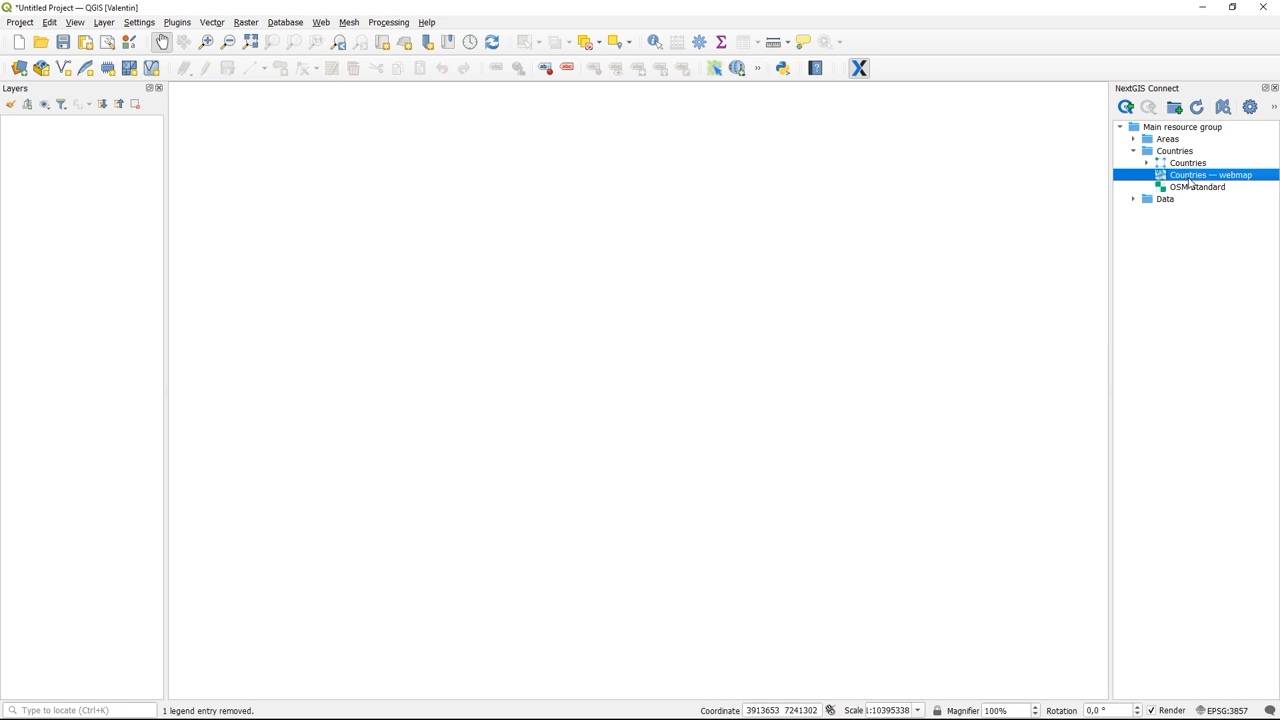 *Untitled Project — QGIS [Valentin]
Project Edit View Layer Settings Plugins Vector Raster Database Web Mesh Processing Help
Layers
NextGIS Connect
Main resource group
Areas
Countries
Countries
Countries — webmap
OSM Standard
Data
Type to locate (Ctrl+K) 1 legend entry removed. Coordinate 3913653 7241302 Scale 1:10395338 Magnifier 100% Rotation 0,0 ° Render EPSG:3857